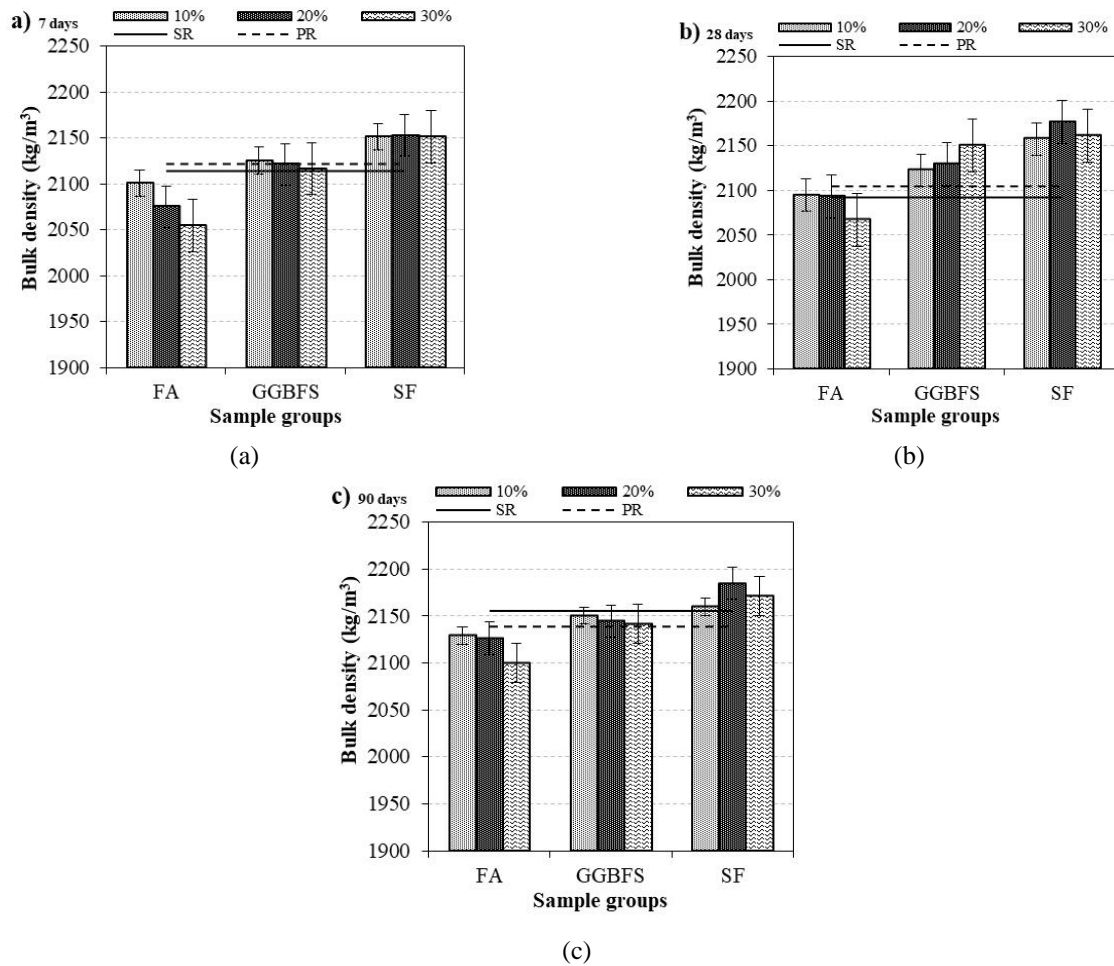 a) 7 days 10% 20% 30%
SR PR
2250
2200
2150
2100
2050
2000
1950
1900
Bulk density (kg/m³)
FA GGBFS SF
Sample groups
(a)
b) 28 days 10% 20% 30%
SR PR
2250
2200
2150
2100
2050
2000
1950
1900
Bulk density (kg/m³)
FA GGBFS SF
Sample groups
(b)
c) 90 days 10% 20% 30%
SR PR
2250
2200
2150
2100
2050
2000
1950
1900
Bulk density (kg/m³)
FA GGBFS SF
Sample groups
(c)